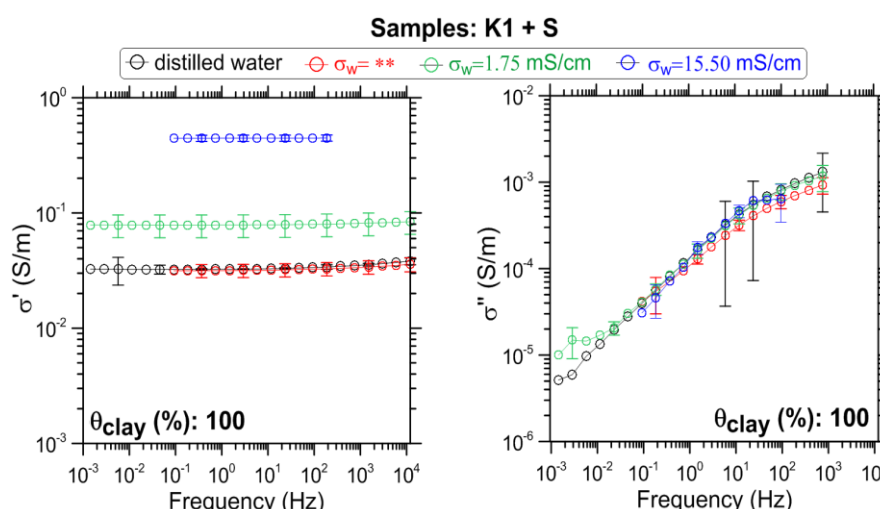 Samples: K1 + S
distilled water σw= ** σw=1.75 mS/cm σw=15.50 mS/cm
10^0
10^-1
10^-2
10^-3
σ' (S/m)
θclay (%): 100
10^-3 10^-2 10^-1 10^0 10^1 10^2 10^3 10^4
Frequency (Hz)
10^-2
10^-3
10^-4
10^-5
10^-6
σ" (S/m)
θclay (%): 100
10^-3 10^-2 10^-1 10^0 10^1 10^2 10^3 10^4
Frequency (Hz)